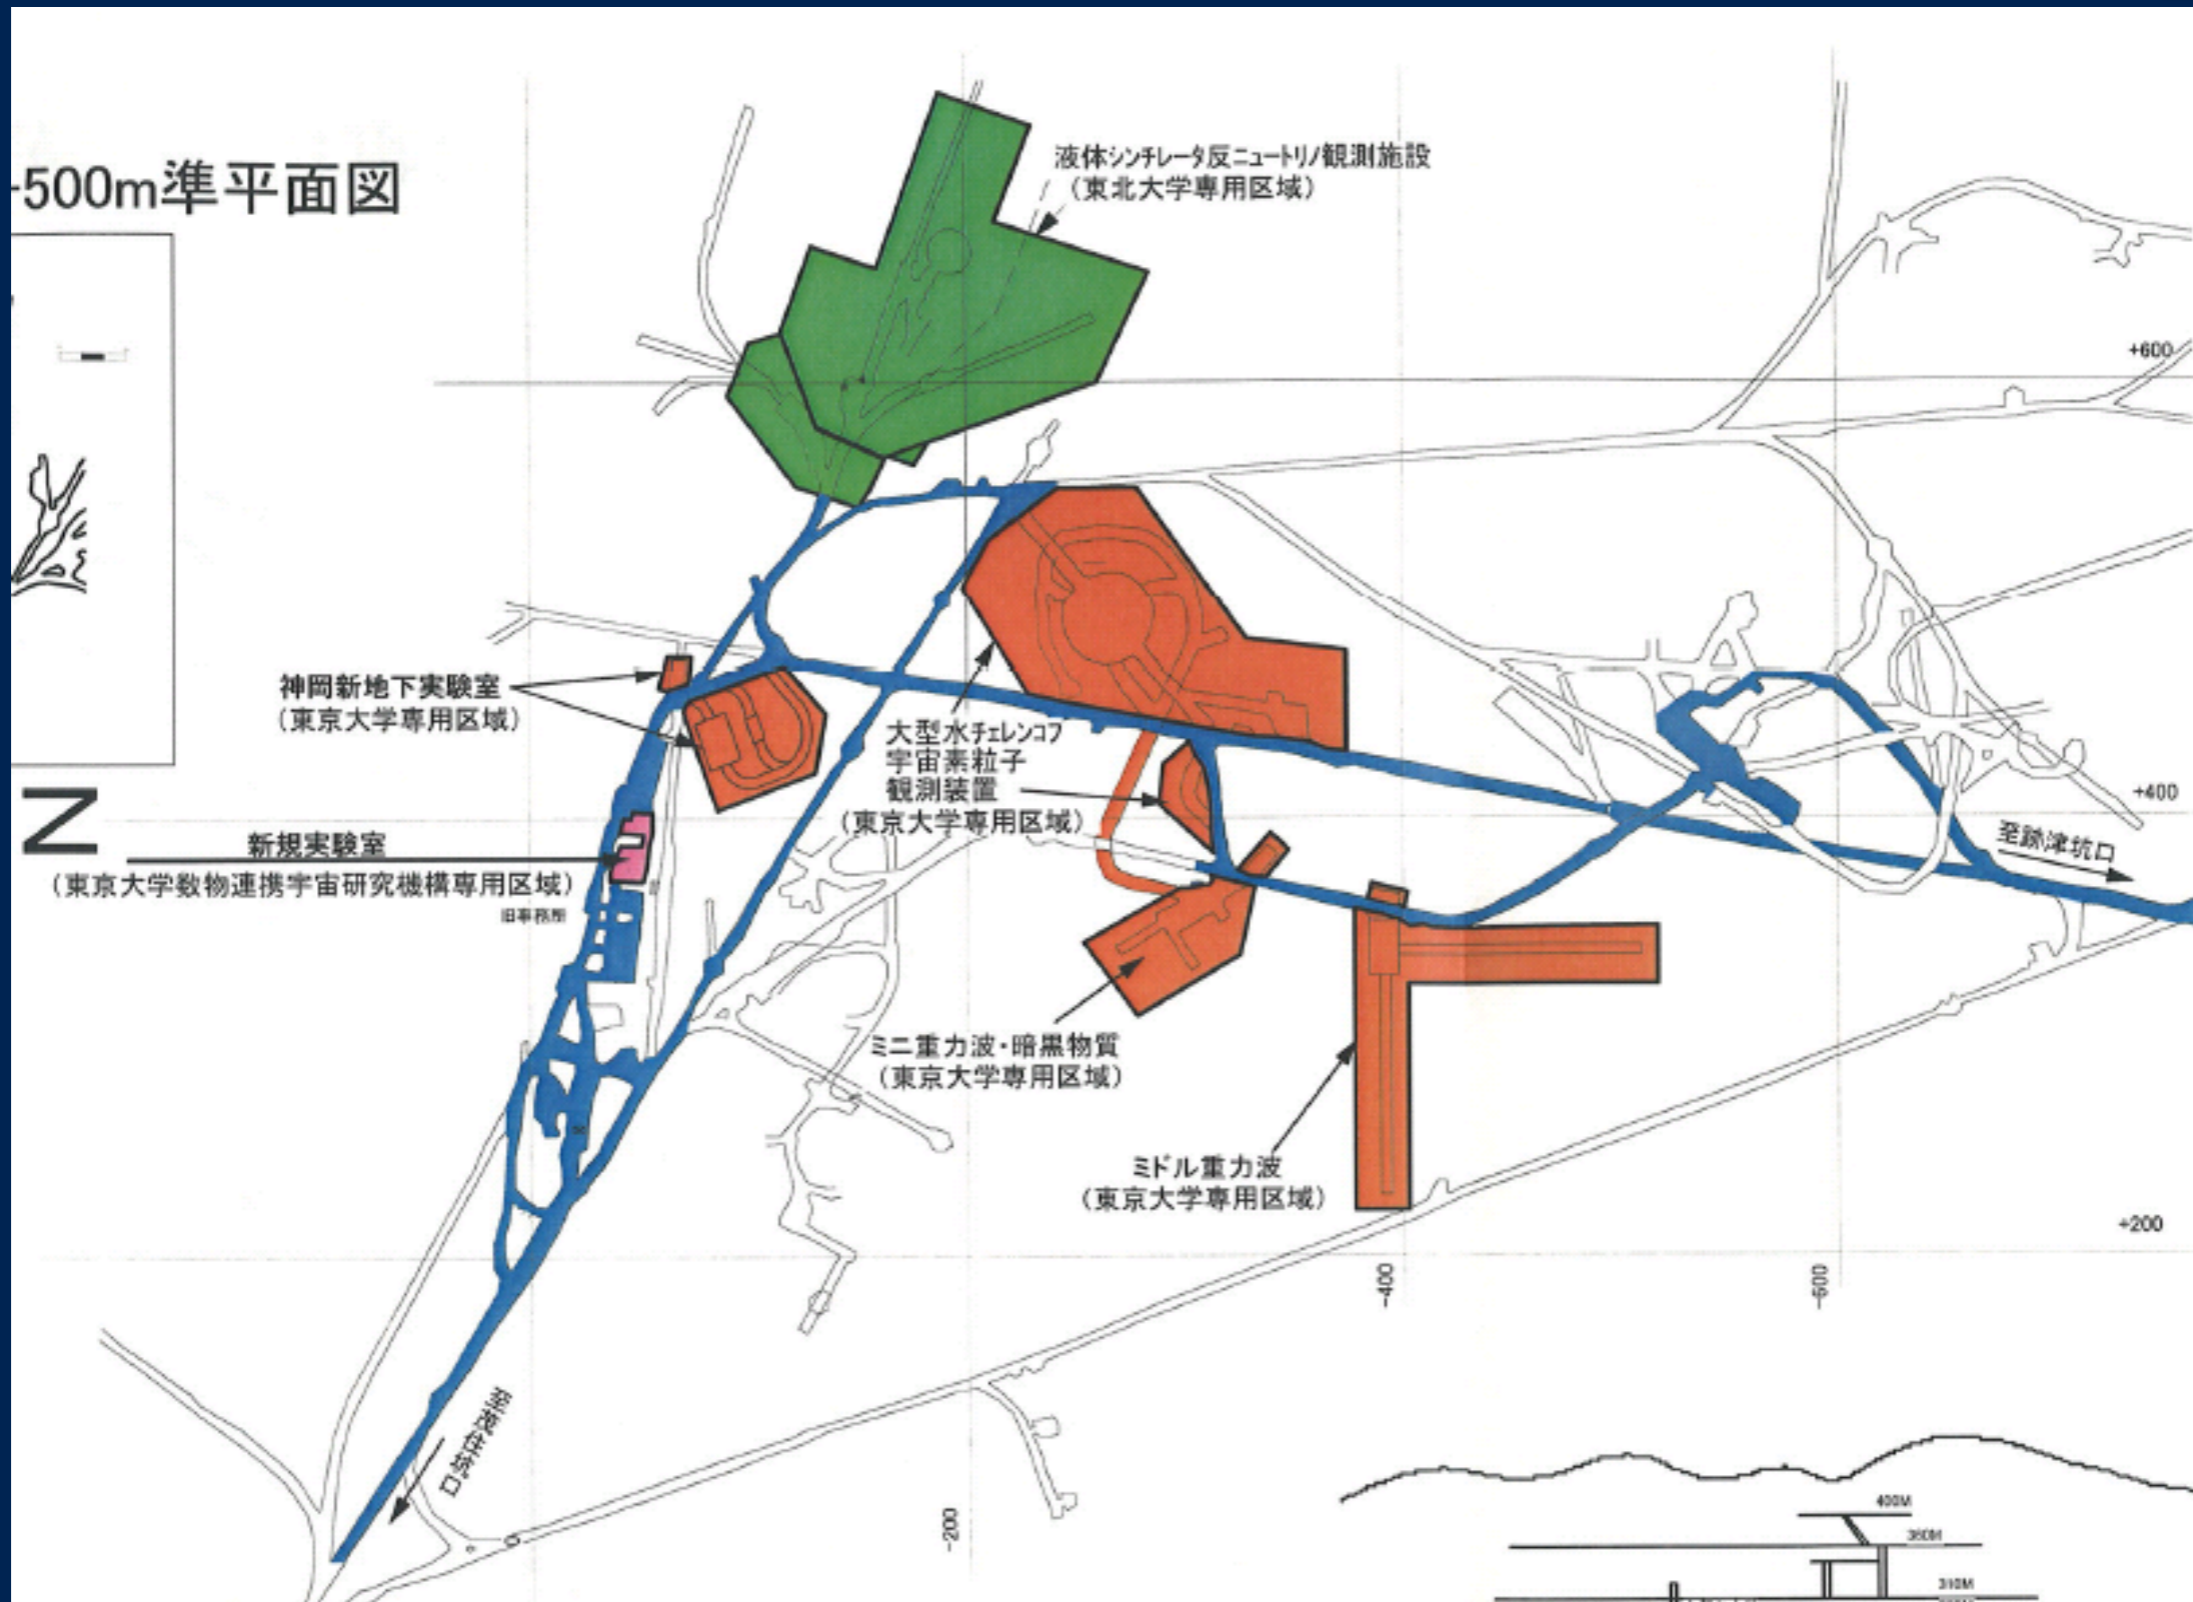 -500m準平面図
液体シンチレータ反ニュートリノ観測施設
（東北大学専用区域）
+600
神岡新地下実験室
（東京大学専用区域）
大型水チェレンコフ
宇宙素粒子
観測装置
（東京大学専用区域）
+400
至跡津坑口
Z
新規実験室
（東京大学数物連携宇宙研究機構専用区域）
旧事務所
ミニ重力波・暗黒物質
（東京大学専用区域）
ミドル重力波
（東京大学専用区域）
+200
-400
-600
至茂住坑口
-200
400M
360M
310M